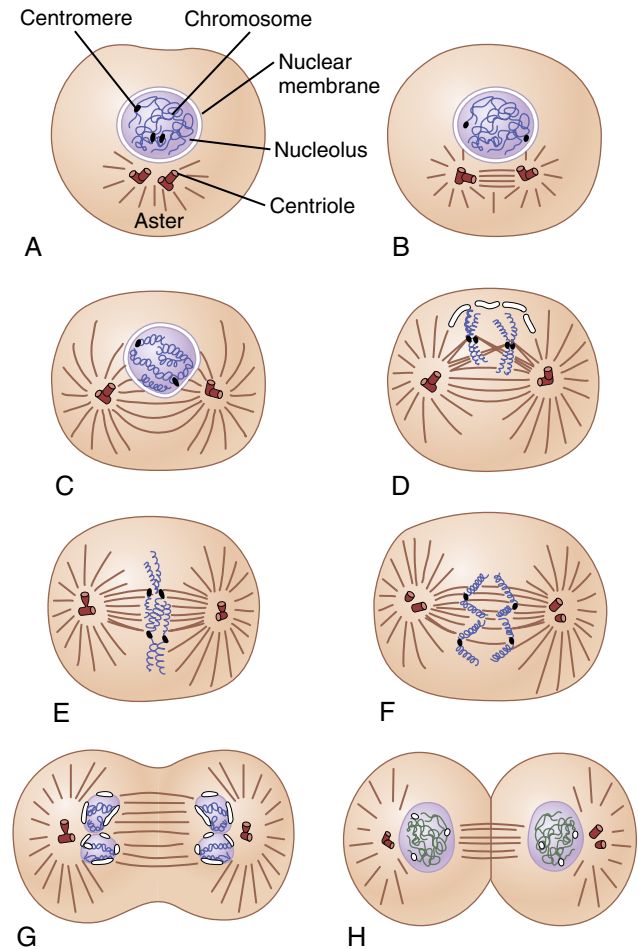 Centromere
Chromosome
Nuclear
membrane
Nucleolus
Centriole
Aster
A
B
C
D
E
F
G
H